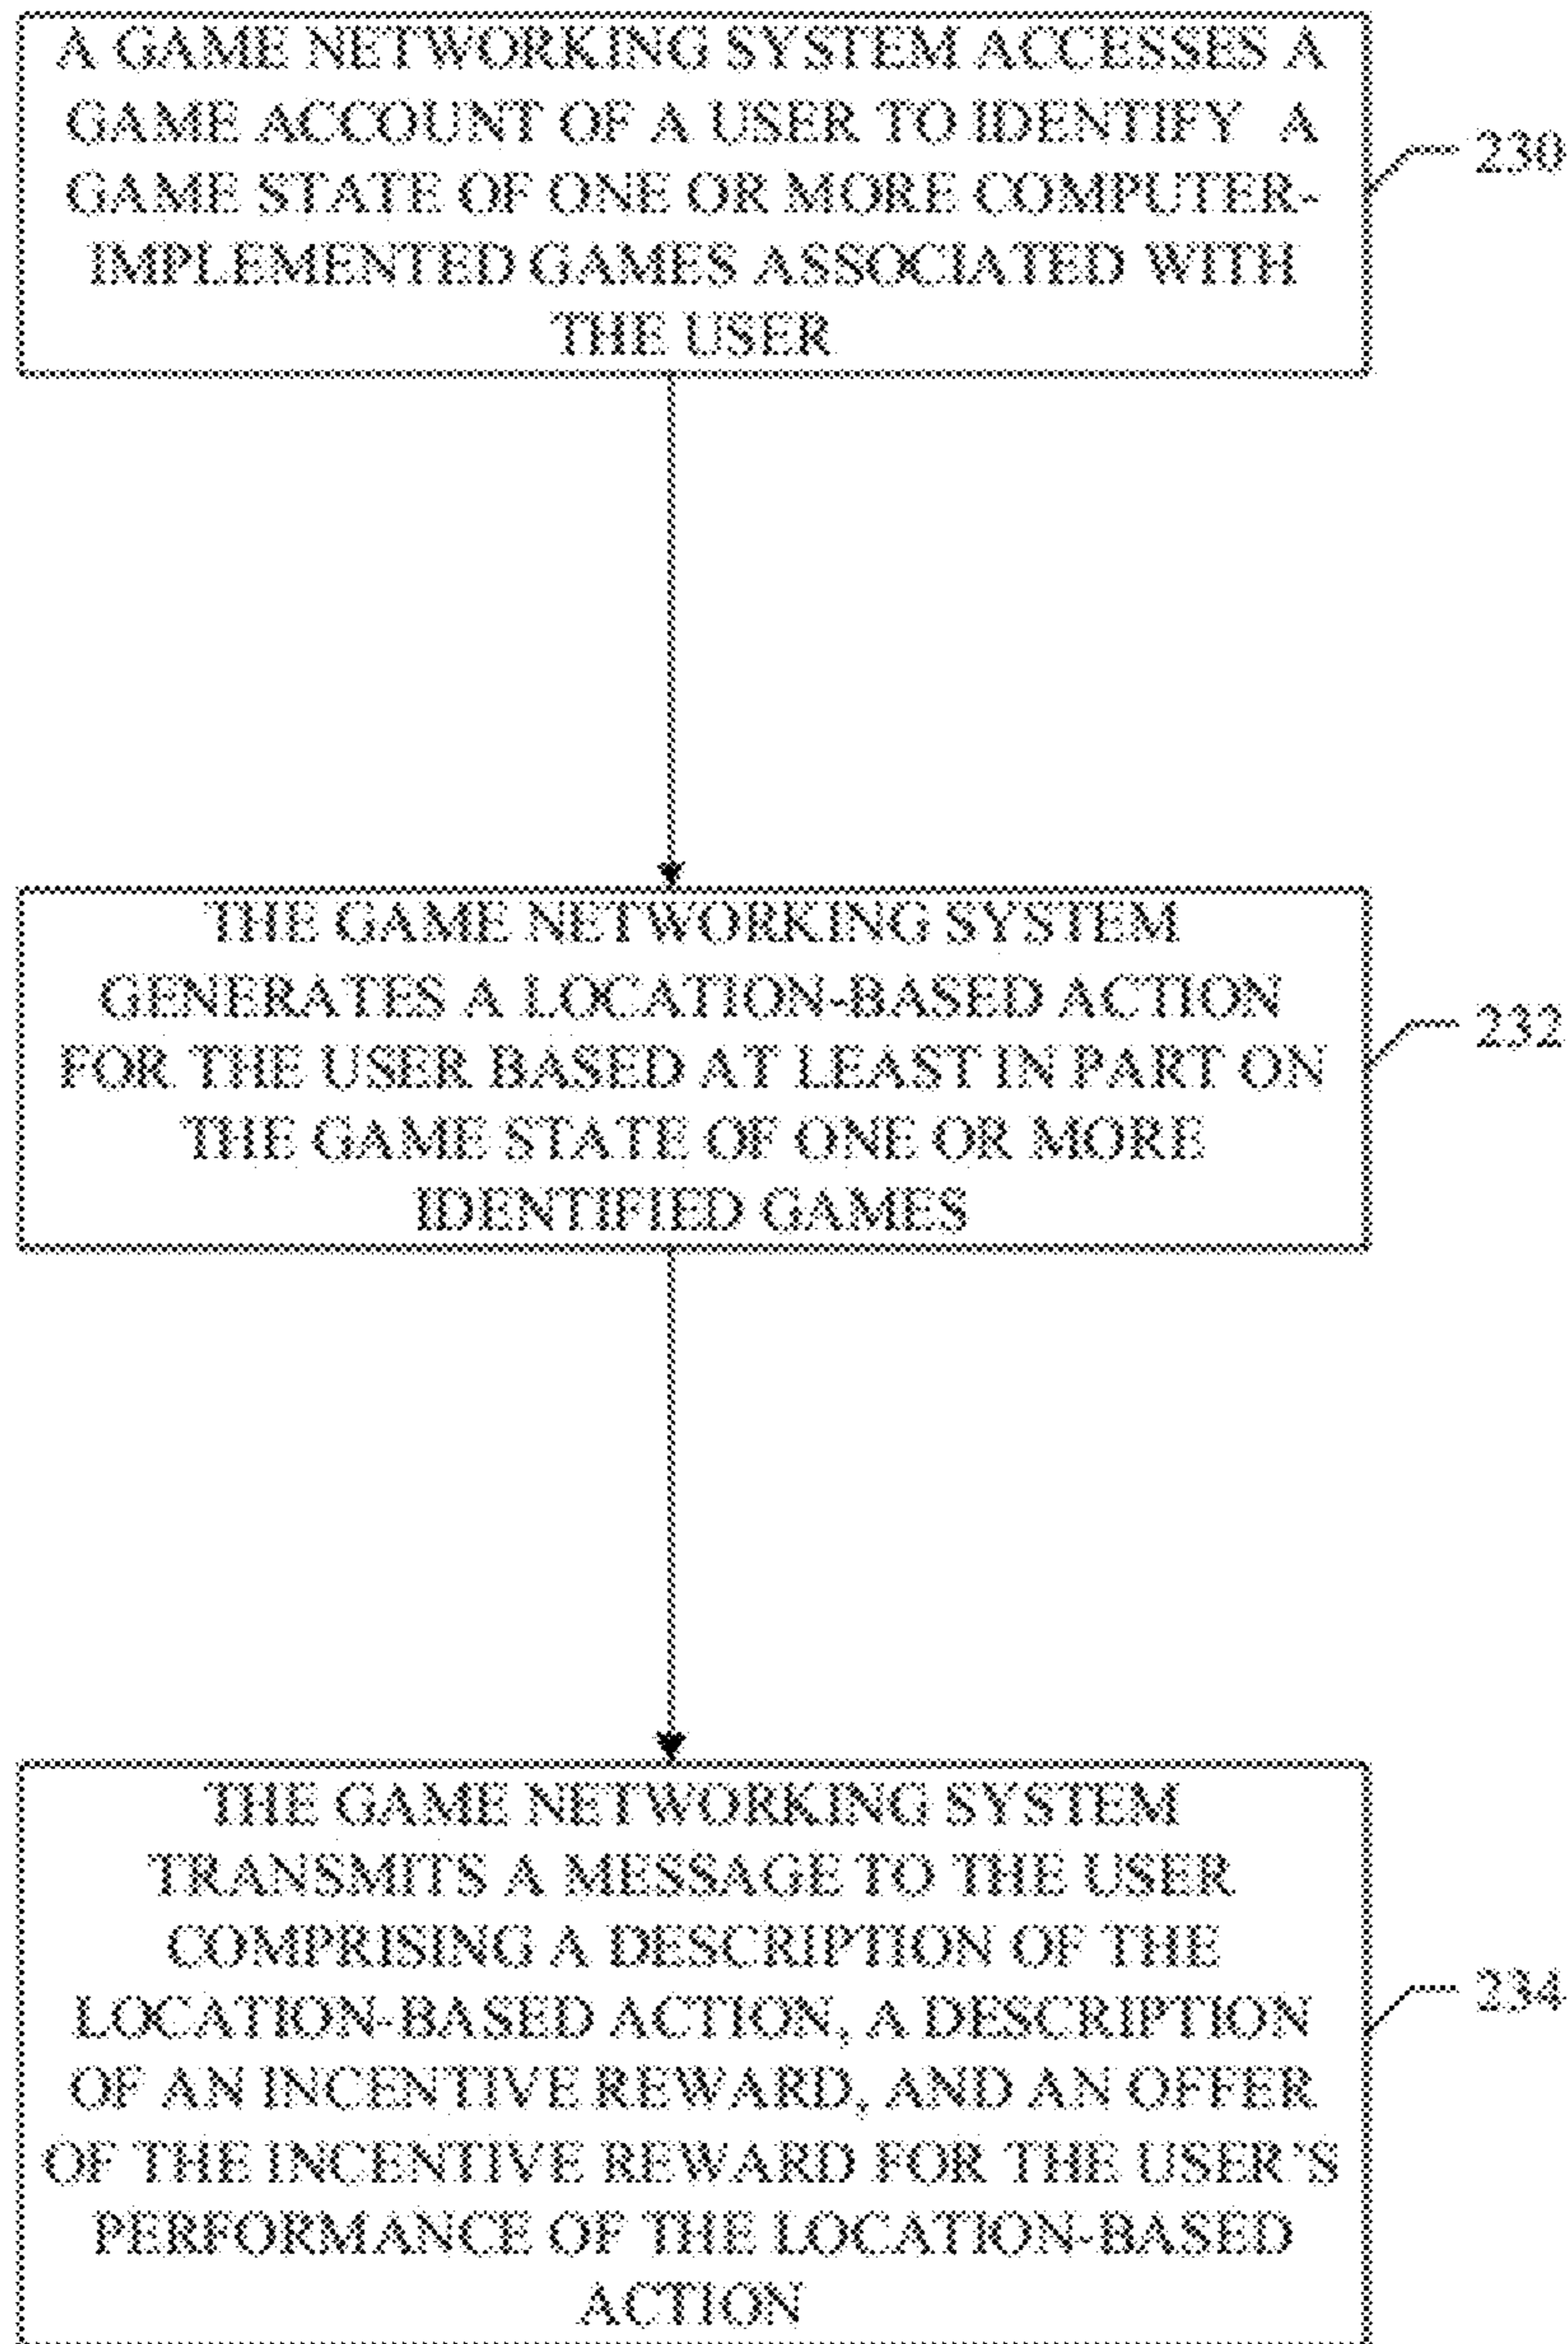 A GAME NETWORKING SYSTEM ACCESSES A
GAME ACCOUNT OF A USER TO IDENTIFY A
GAME STATE OF ONE OR MORE COMPUTER-
IMPLEMENTED GAMES ASSOCIATED WITH
THE USER
230
THE GAME NETWORKING SYSTEM
GENERATES A LOCATION-BASED ACTION
FOR THE USER BASED AT LEAST IN PART ON
THE GAME STATE OF ONE OR MORE
IDENTIFIED GAMES
232
THE GAME NETWORKING SYSTEM
TRANSMITS A MESSAGE TO THE USER
COMPRISING A DESCRIPTION OF THE
LOCATION-BASED ACTION, A DESCRIPTION
OF AN INCENTIVE REWARD, AND AN OFFER
OF THE INCENTIVE REWARD FOR THE USER'S
PERFORMANCE OF THE LOCATION-BASED
ACTION
234